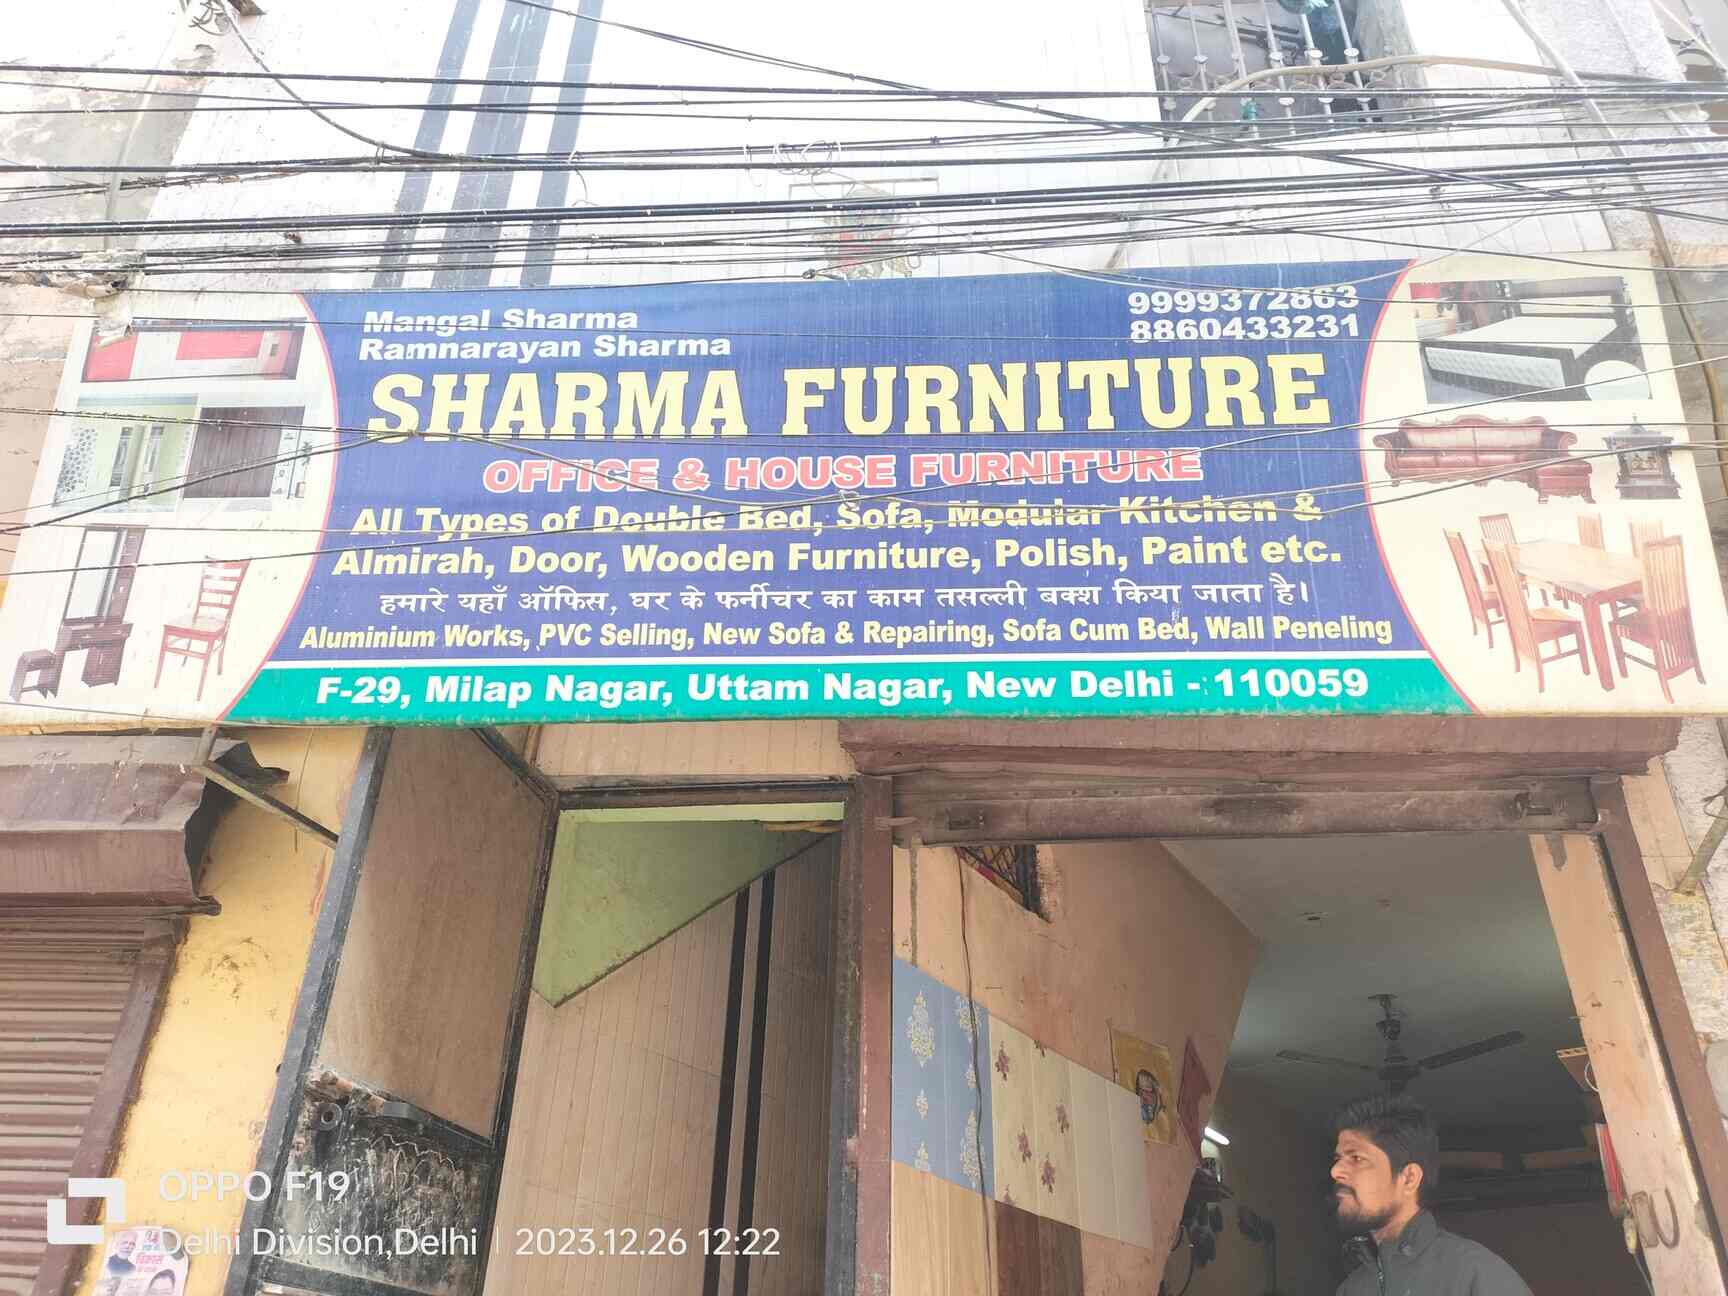 Mangal Sharma
Ramnarayan Sharma
9999372863
8860433231
SHARMA FURNITURE
OFFICE & HOUSE FURNITURE
All Types of Double Bed, Sofa, Modular Kitchen &
Almirah, Door, Wooden Furniture, Polish, Paint etc.
हमारे यहाँ ऑफिस, घर के फर्नीचर का काम तसल्ली बक्श किया जाता है।
Aluminium Works, PVC Selling, New Sofa & Repairing, Sofa Cum Bed, Wall Peneling
F-29, Milap Nagar, Uttam Nagar, New Delhi - 110059
OPPO F19
Delhi Division,Delhi | 2023.12.26 12:22
विकास